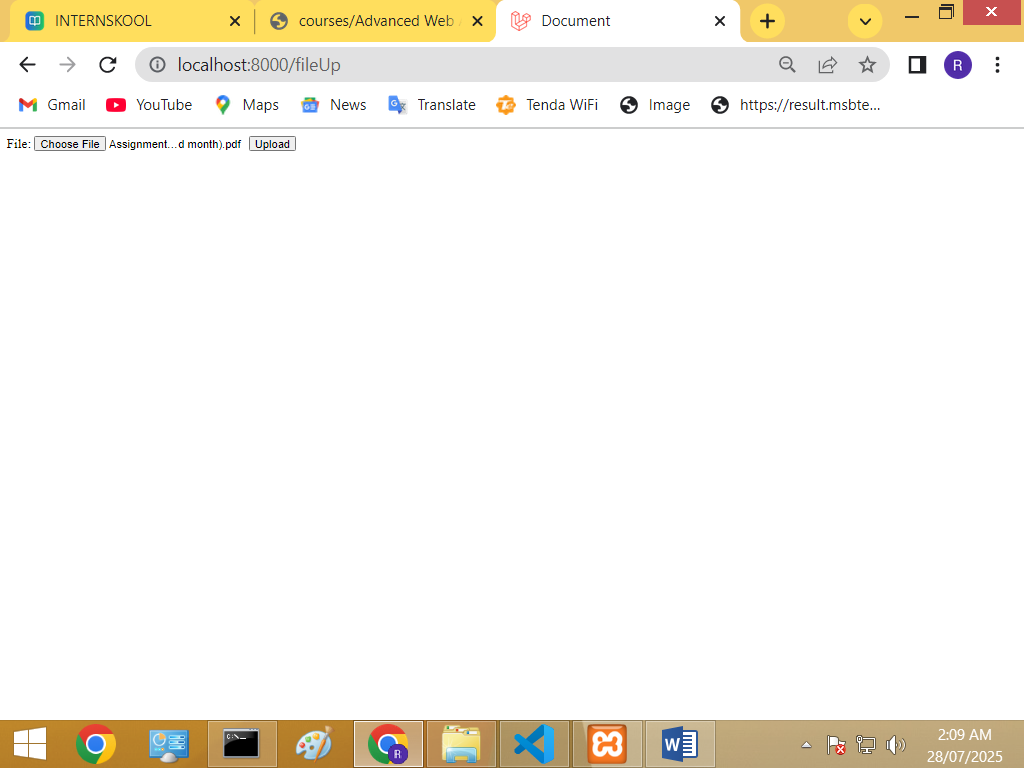 INTERNSKOOL
courses/Advanced Web
Document
localhost:8000/fileUp
R
Gmail
YouTube
Maps
News
Translate
Tenda WiFi
Image
https://result.msbte...
File: Choose File Assignment...d month).pdf Upload
2:09 AM
28/07/2025